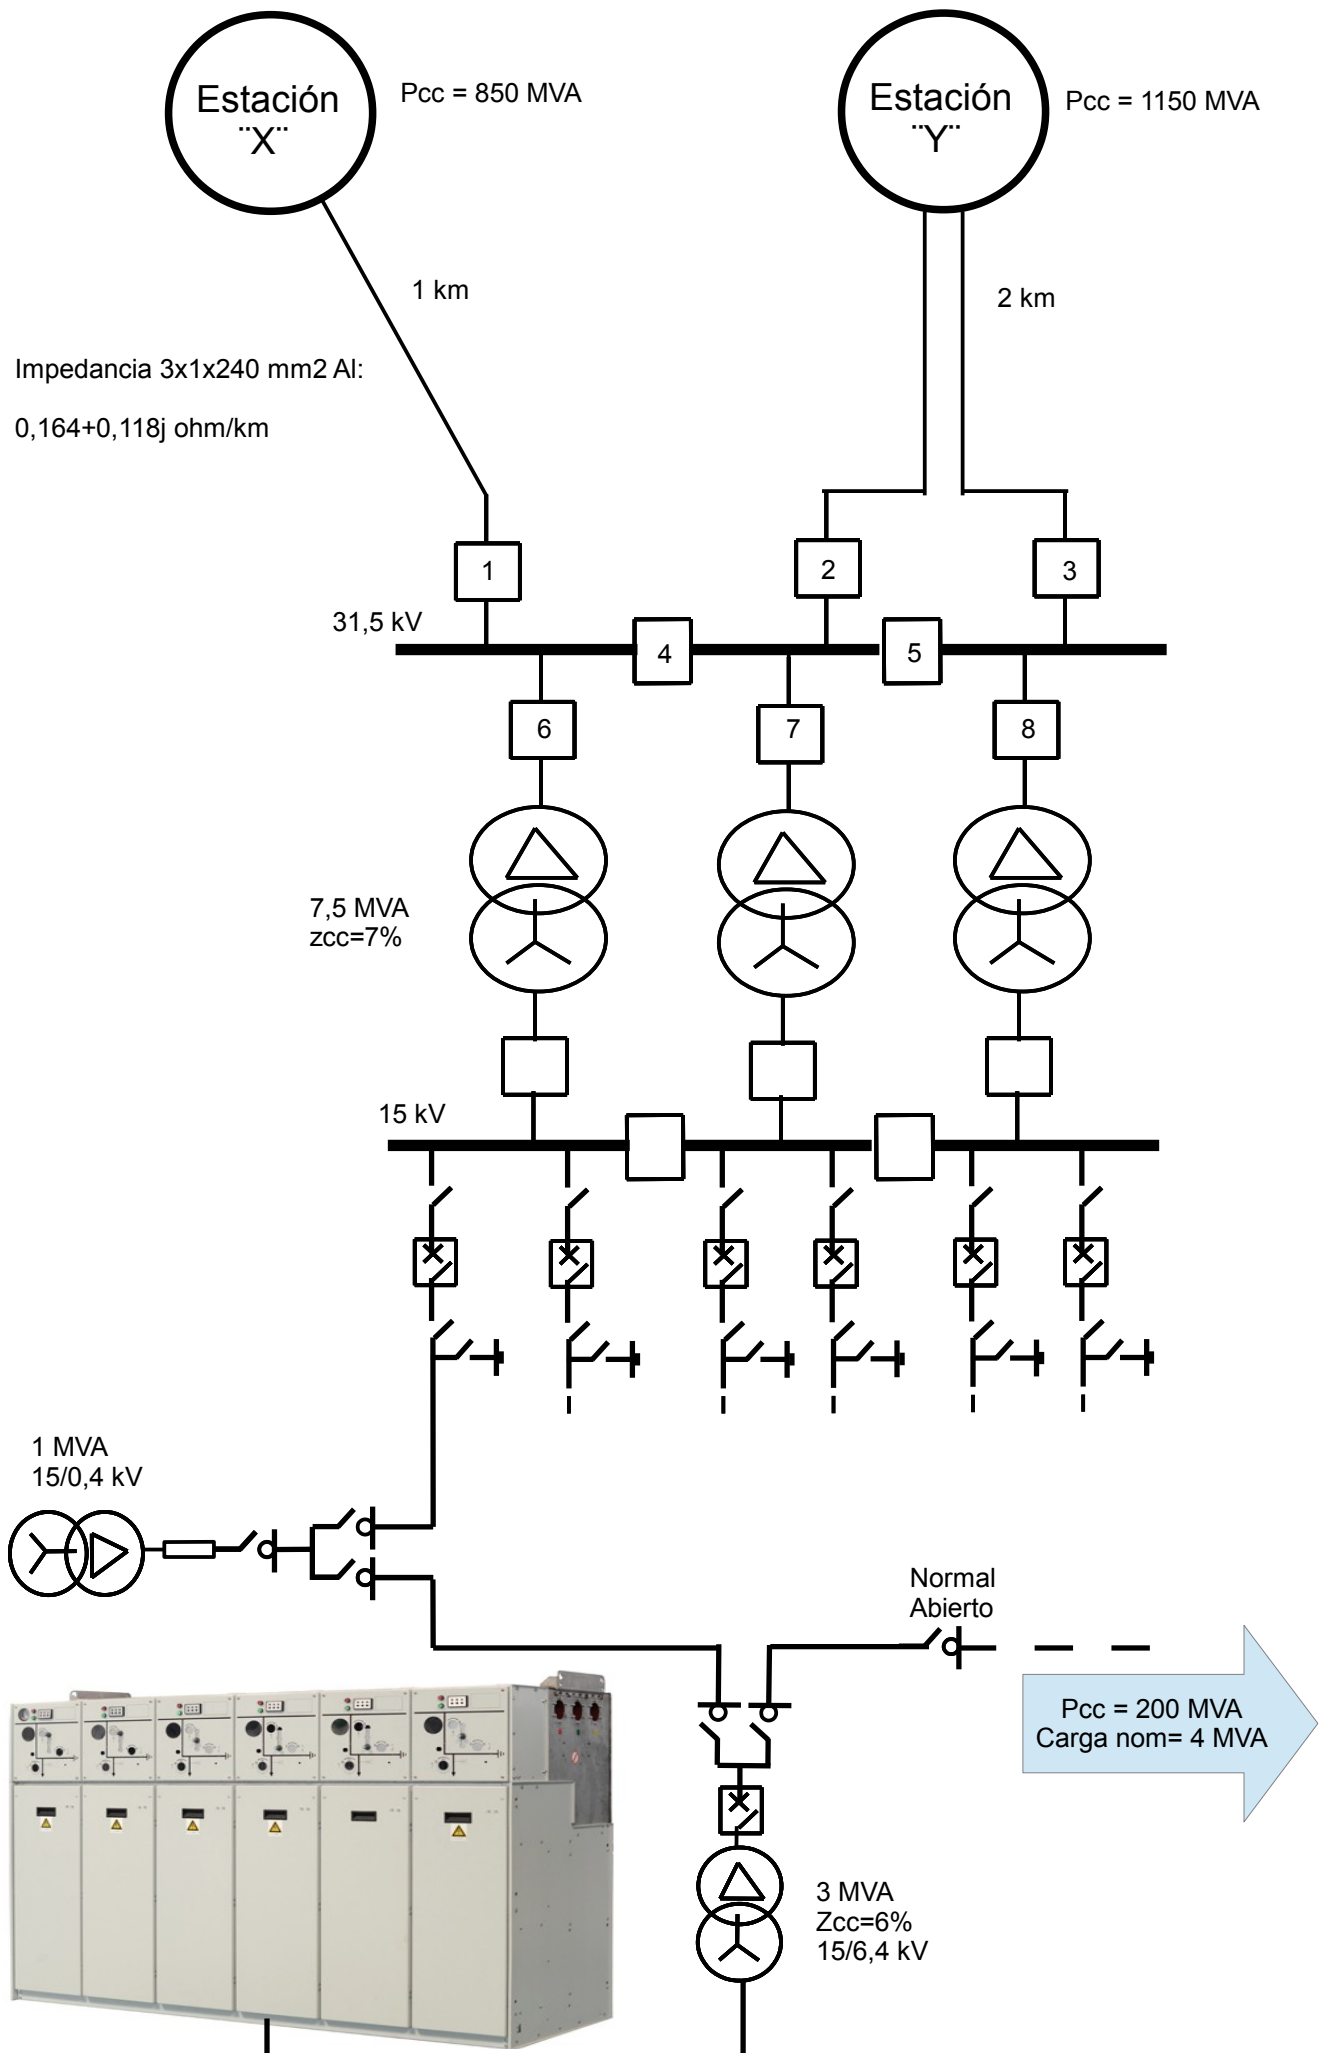 Estación
¨X¨
Pcc = 850 MVA
Estación
¨Y¨
Pcc = 1150 MVA
1 km
2 km
Impedancia 3x1x240 mm2 Al:
0,164+0,118j ohm/km
1
2
3
31,5 kV
4
5
6
7
8
7,5 MVA
zcc=7%
15 kV
1 MVA
15/0,4 kV
Normal
Abierto
Pcc = 200 MVA
Carga nom= 4 MVA
3 MVA
Zcc=6%
15/6,4 kV